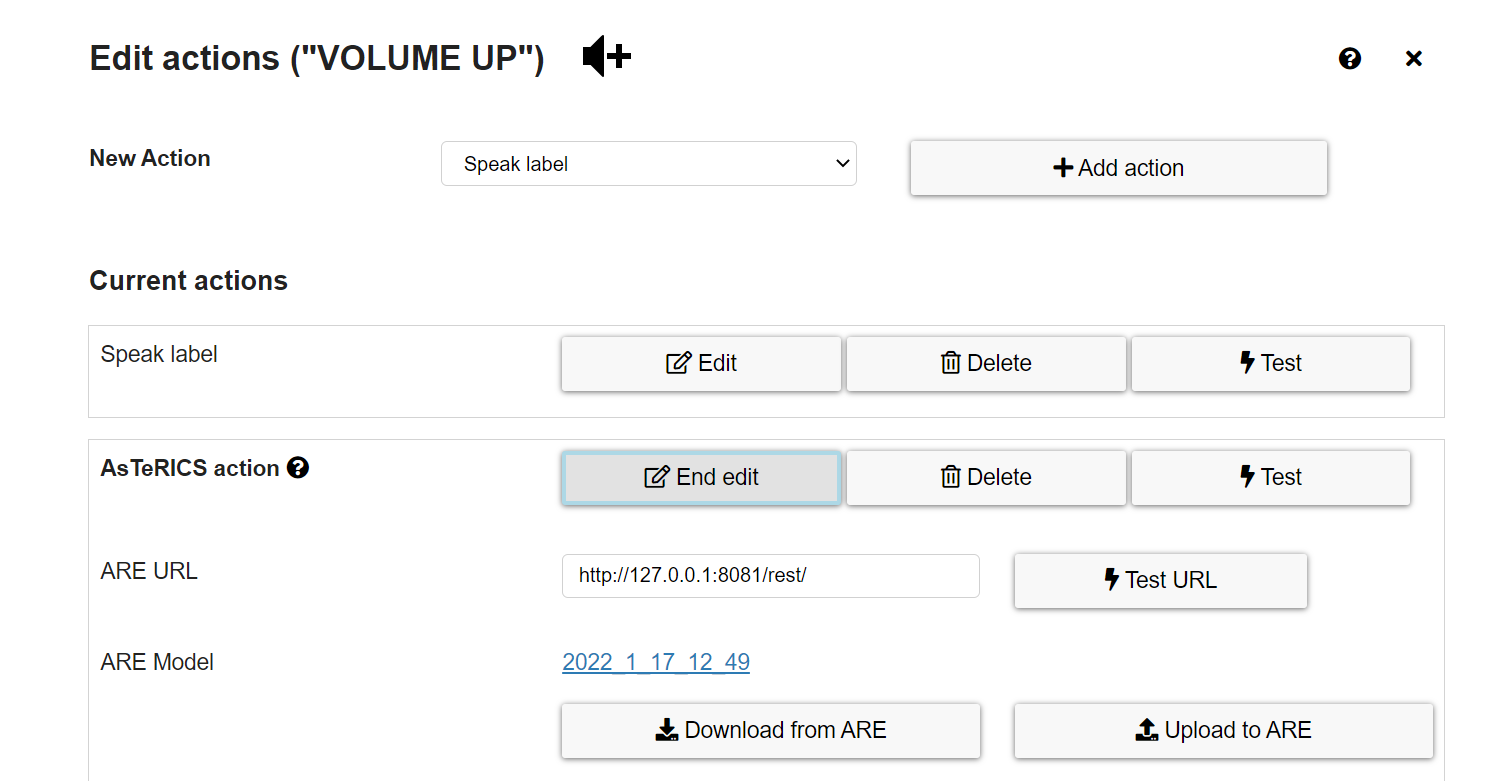 Edit actions ("VOLUME UP")
New Action
Speak label
Add action
Current actions
Speak label
Edit
Delete
Test
AsTeRICS action
End edit
Delete
Test
ARE URL
http://127.0.0.1:8081/rest/
Test URL
ARE Model
2022_1_17_12_49
Download from ARE
Upload to ARE